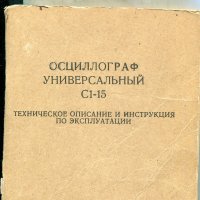 ОСЦИЛЛОГРАФ
УНИВЕРСАЛЬНЫЙ
С1-15
ТЕХНИЧЕСКОЕ ОПИСАНИЕ И ИНСТРУКЦИЯ
ПО ЭКСПЛУАТАЦИИ